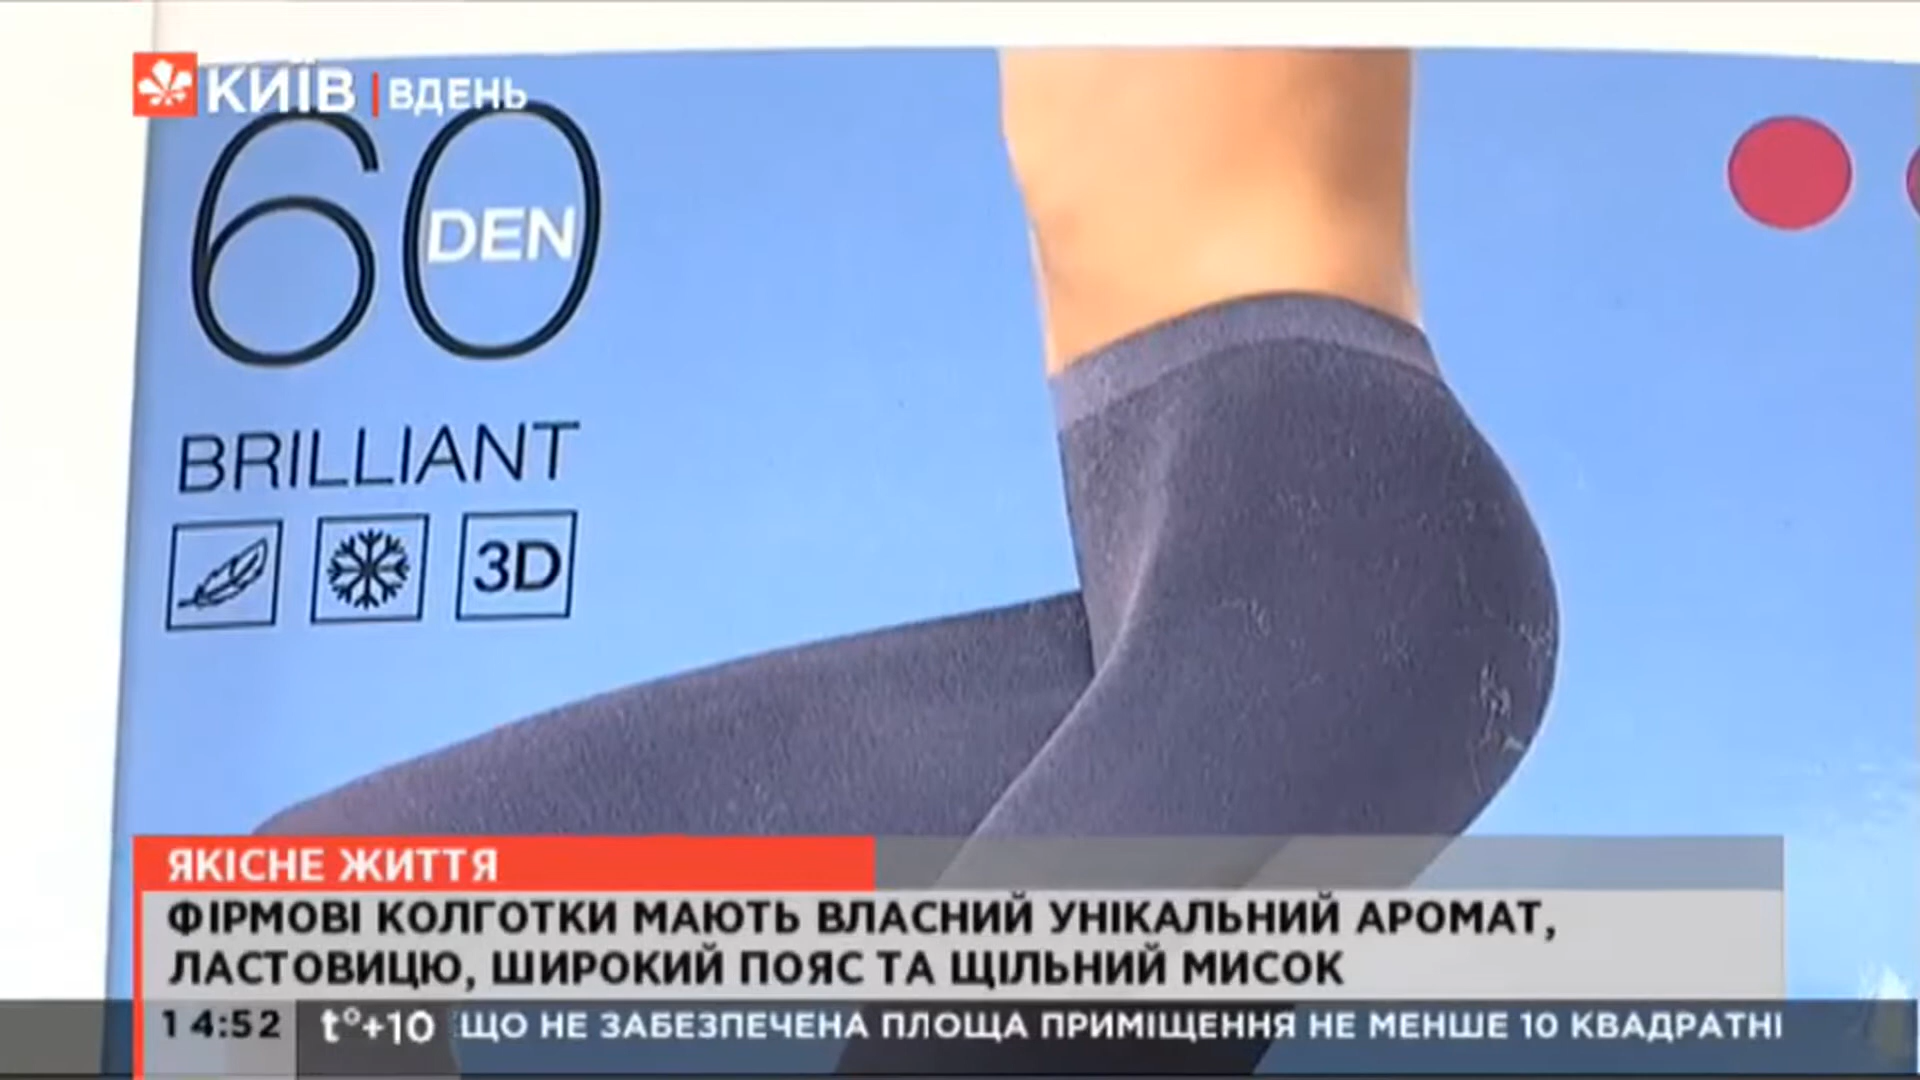 КИЇВ | ВДЕНЬ
60 DEN
BRILLIANT
3D
ЯКІСНЕ ЖИТТЯ
ФІРМОВІ КОЛГОТКИ МАЮТЬ ВЛАСНИЙ УНІКАЛЬНИЙ АРОМАТ,
ЛАСТОВИЦЮ, ШИРОКИЙ ПОЯС ТА ЩІЛЬНИЙ МИСОК
14:52 t°+10 ЩО НЕ ЗАБЕЗПЕЧЕНА ПЛОЩА ПРИМІЩЕННЯ НЕ МЕНШЕ 10 КВАДРАТНІ